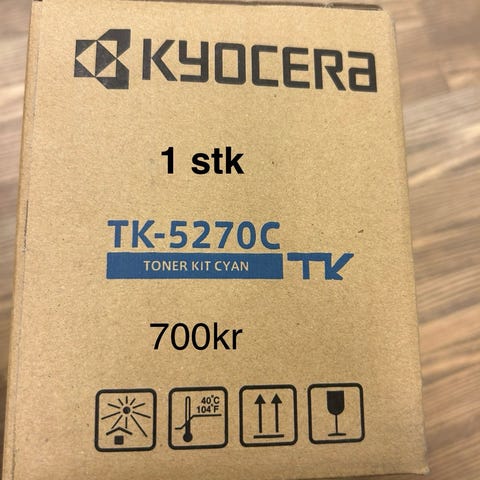 KYOCERA
1 stk
TK-5270C
TONER KIT CYAN TK
700kr
40°C
104°F